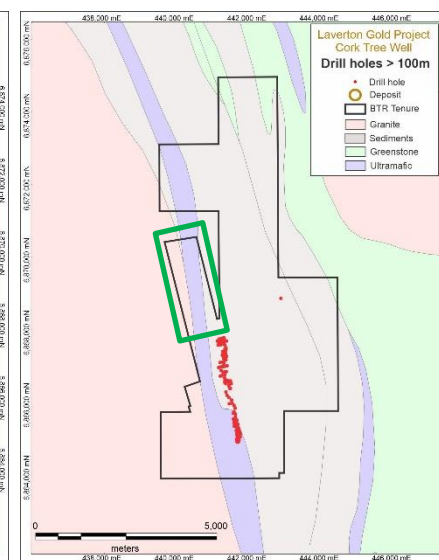 438,000 mE 440,000 mE 442,000 mE 444,000 mE 446,000 mE
Laverton Gold Project
Cork Tree Well
Drill holes > 100m
Drill hole
Deposit
BTR Tenure
Granite
Sediments
Greenstone
Ultramafic
6,876,000 mN
6,874,000 mN
6,872,000 mN
6,870,000 mN
6,868,000 mN
6,866,000 mN
6,864,000 mN
0 5,000
meters
438,000 mE 440,000 mE 442,000 mE 444,000 mE 446,000 mE